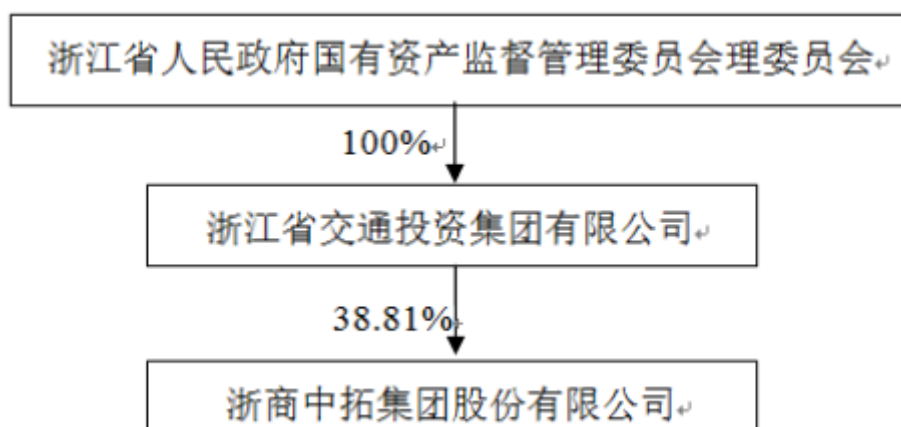 浙江省人民政府国有资产监督管理委员会理委员会
100%
浙江省交通投资集团有限公司
38.81%
浙商中拓集团股份有限公司